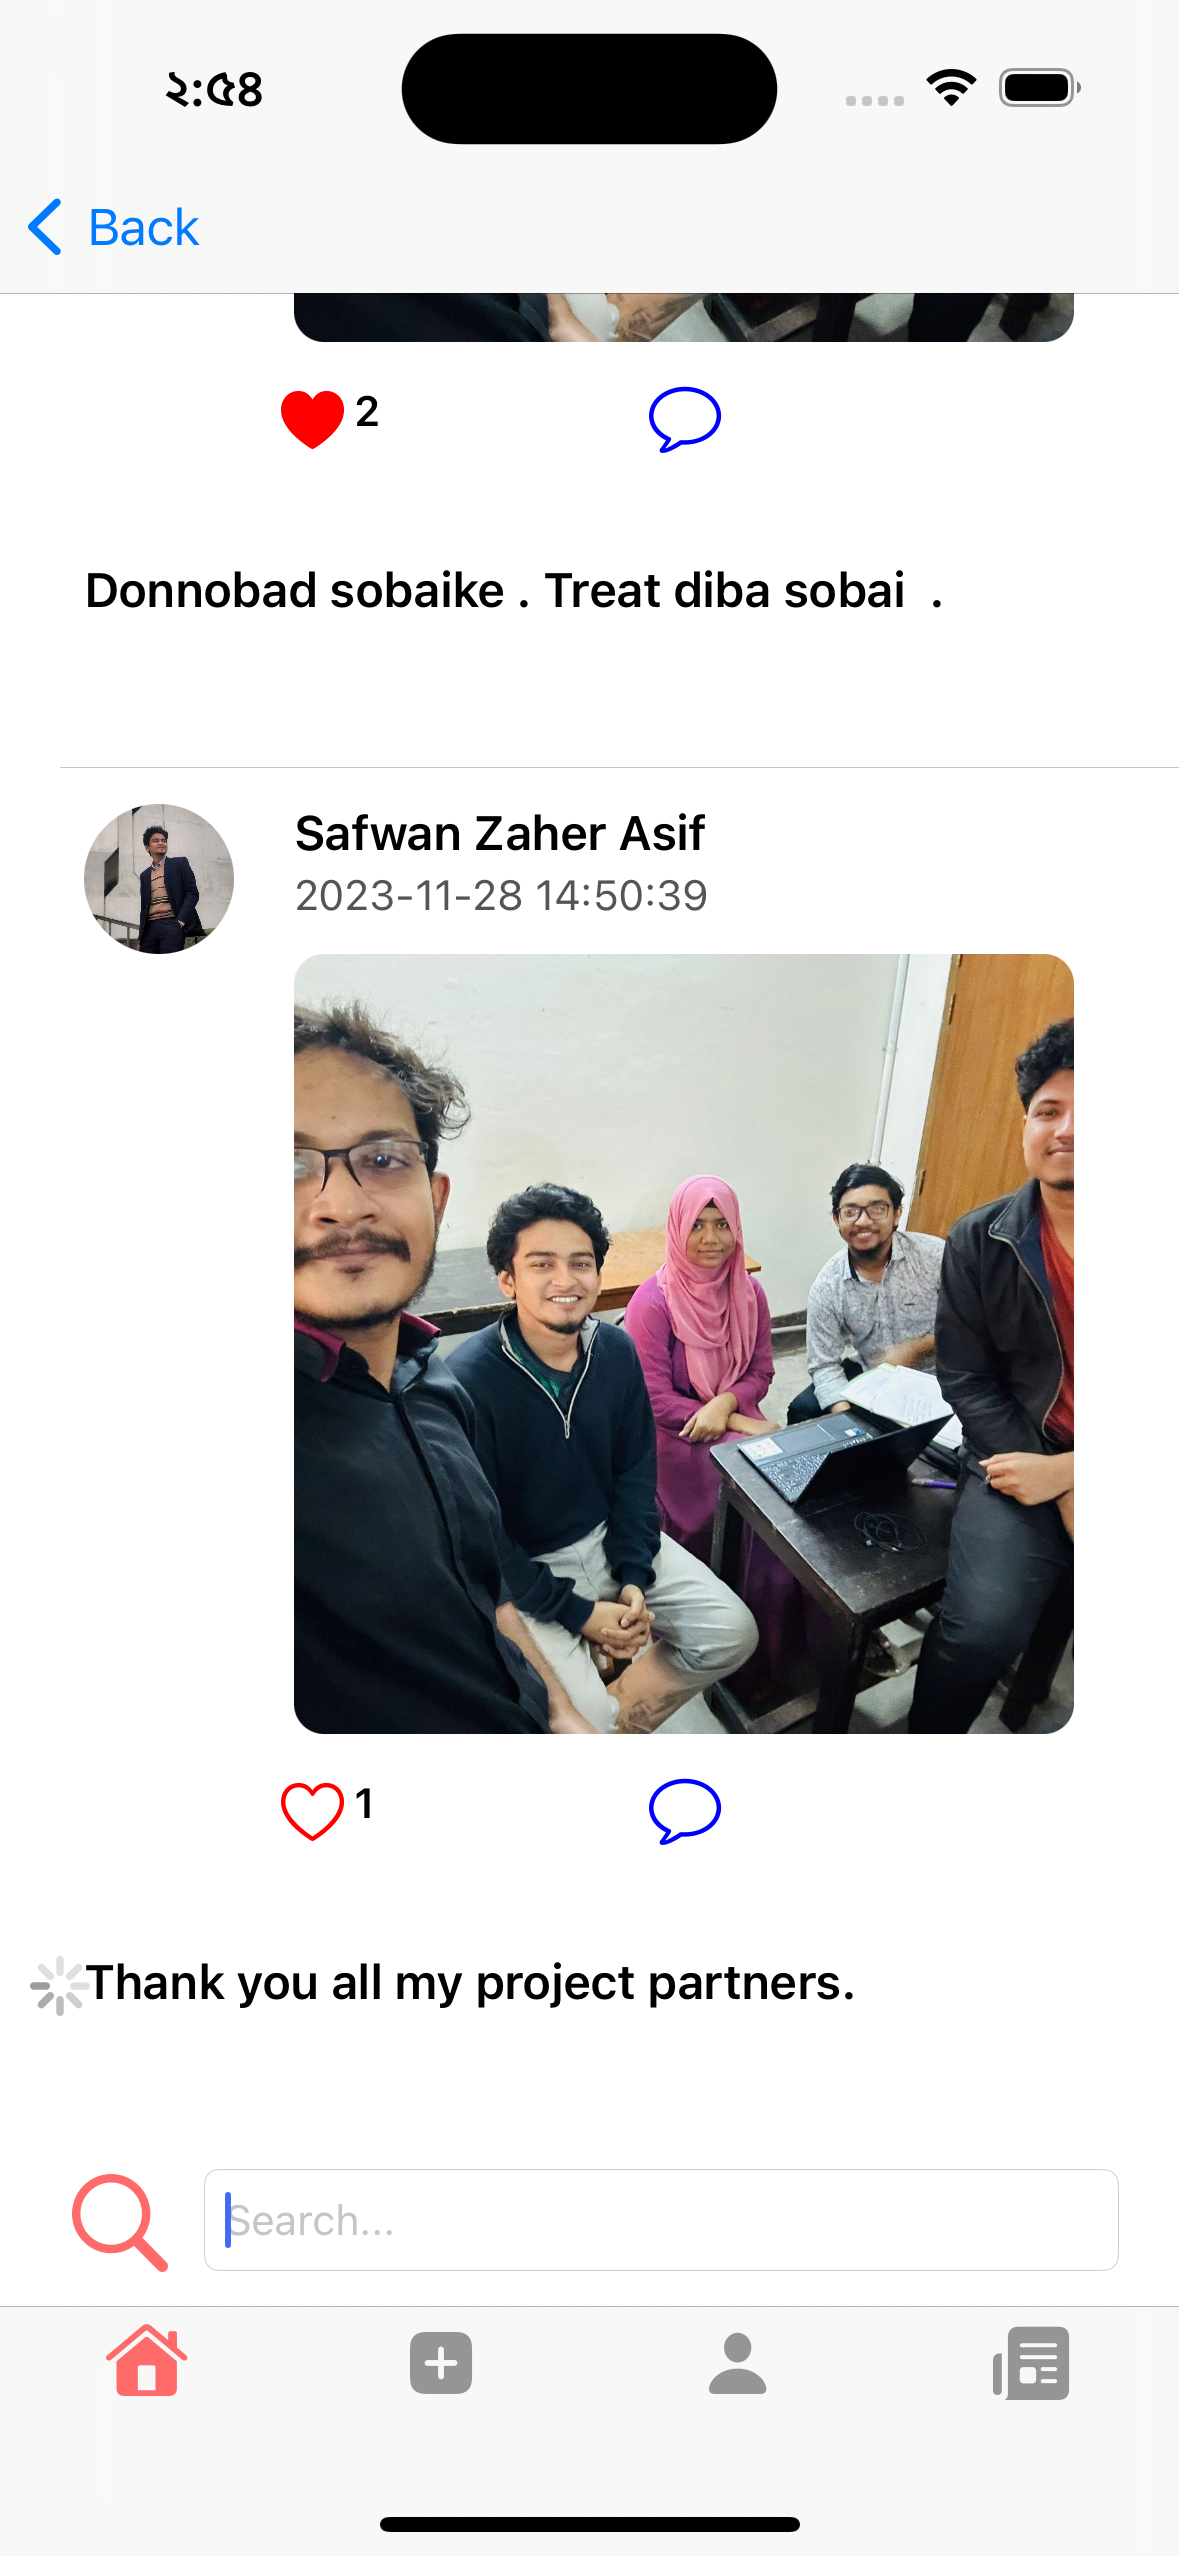 ২:৫৪
Back
2
Donnobad sobaike . Treat diba sobai  .
Safwan Zaher Asif
2023-11-28 14:50:39
1
Thank you all my project partners.
Search...